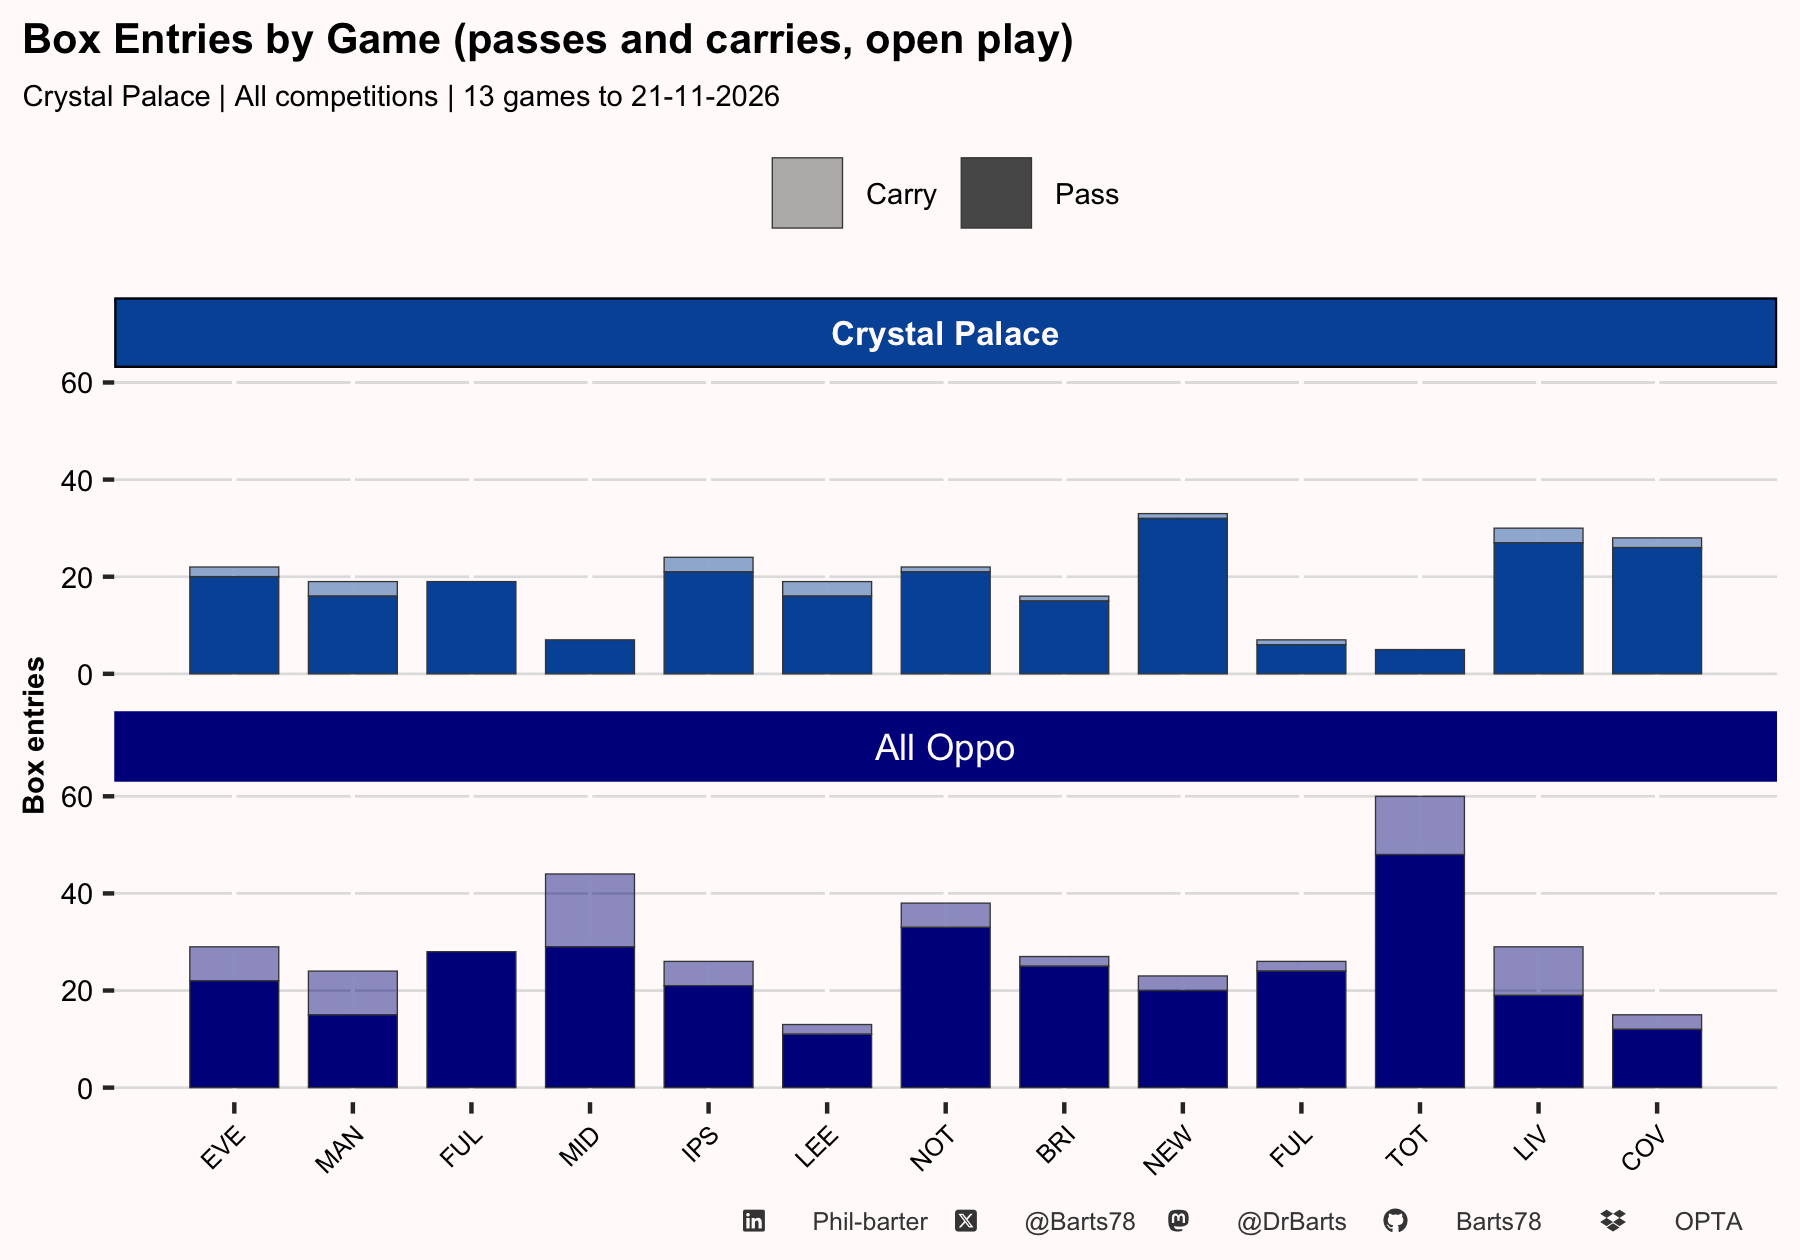 Box Entries by Game (passes and carries, open play)
Crystal Palace | All competitions | 13 games to 21-11-2026
Carry Pass
Crystal Palace
60
40
20
0
Box entries
All Oppo
60
40
20
0
EVE MAN FUL MID IPS LEE NOT BRI NEW FUL TOT LIV COV
Phil-barter @Barts78 @DrBarts Barts78 OPTA